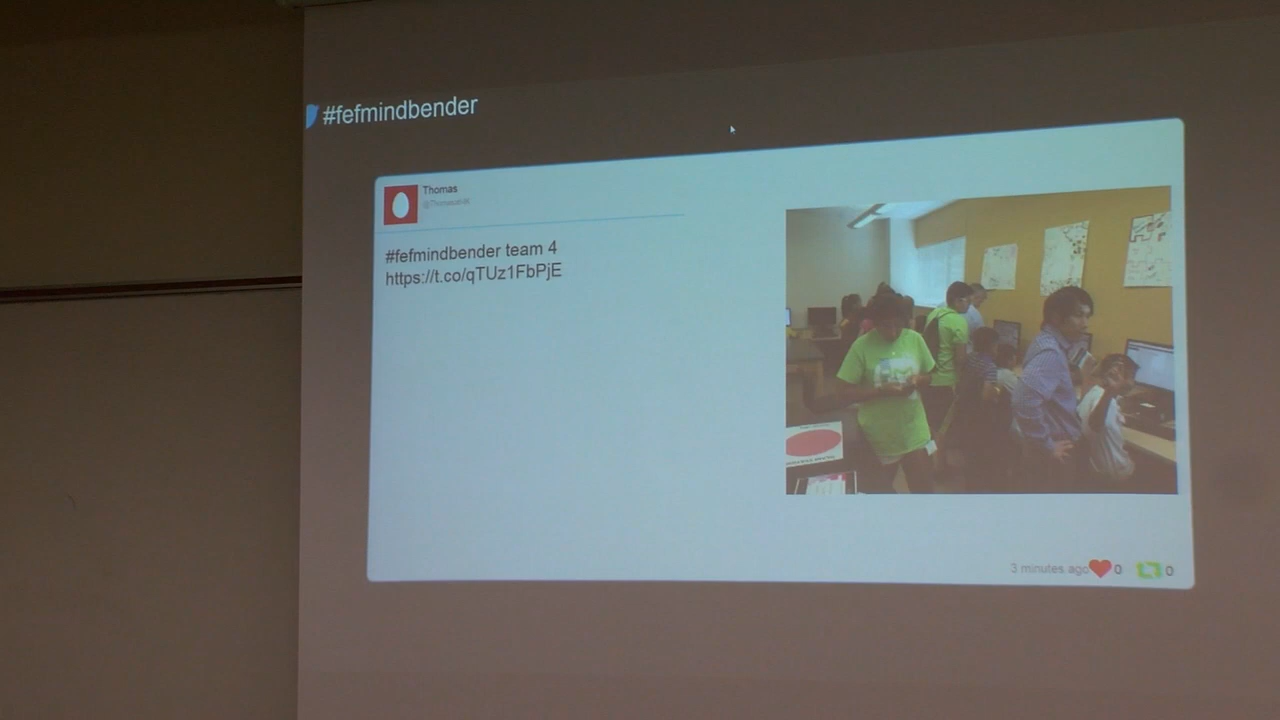 #fefmindbender
Thomas
#fefmindbender team 4
https://t.co/qTUz1FbPjE
3 minutes ago 0 0